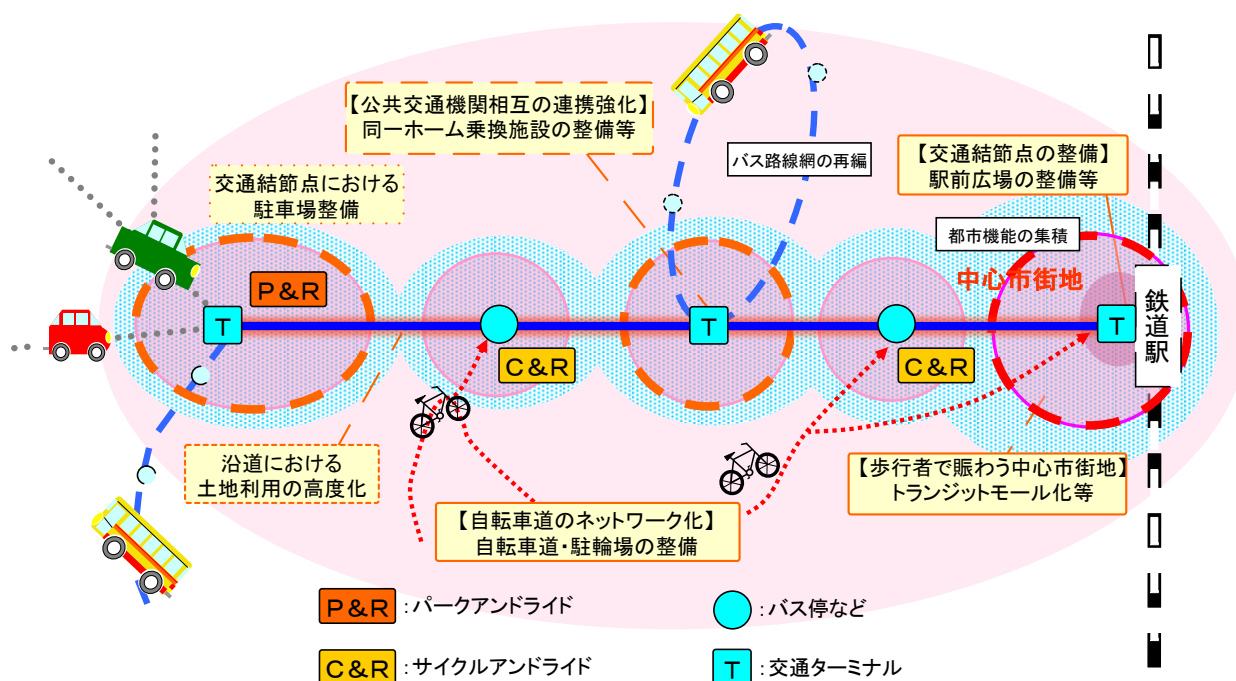 【公共交通機関相互の連携強化】
同一ホーム乗換施設の整備等
バス路線網の再編
【交通結節点の整備】
駅前広場の整備等
交通結節点における
駐車場整備
都市機能の集積
中心市街地
P&R
T
C&R
T
C&R
T
鉄道駅
沿道における
土地利用の高度化
【歩行者で賑わう中心市街地】
トランジットモール化等
【自転車道のネットワーク化】
自転車道・駐輪場の整備
P&R :パークアンドライド
:バス停など
C&R :サイクルアンドライド
T :交通ターミナル